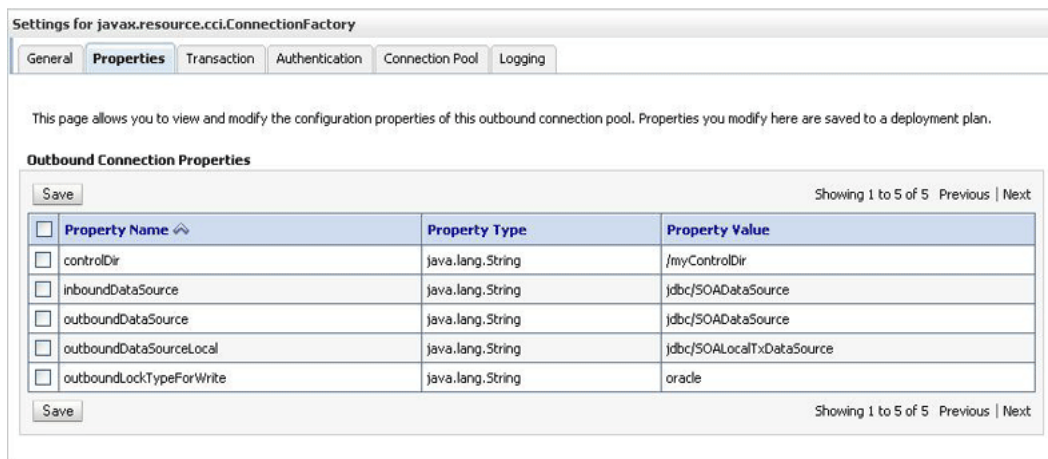 Settings for javax.resource.cci.ConnectionFactory
General Properties Transaction Authentication Connection Pool Logging
This page allows you to view and modify the configuration properties of this outbound connection pool. Properties you modify here are saved to a deployment plan.
Outbound Connection Properties
Save Showing 1 to 5 of 5 Previous | Next
Property Name Property Type Property Value
controlDir java.lang.String /myControlDir
inboundDataSource java.lang.String jdbc/SOADataSource
outboundDataSource java.lang.String jdbc/SOADataSource
outboundDataSourceLocal java.lang.String jdbc/SOALocalTxDataSource
outboundLockTypeForWrite java.lang.String oracle
Save Showing 1 to 5 of 5 Previous | Next